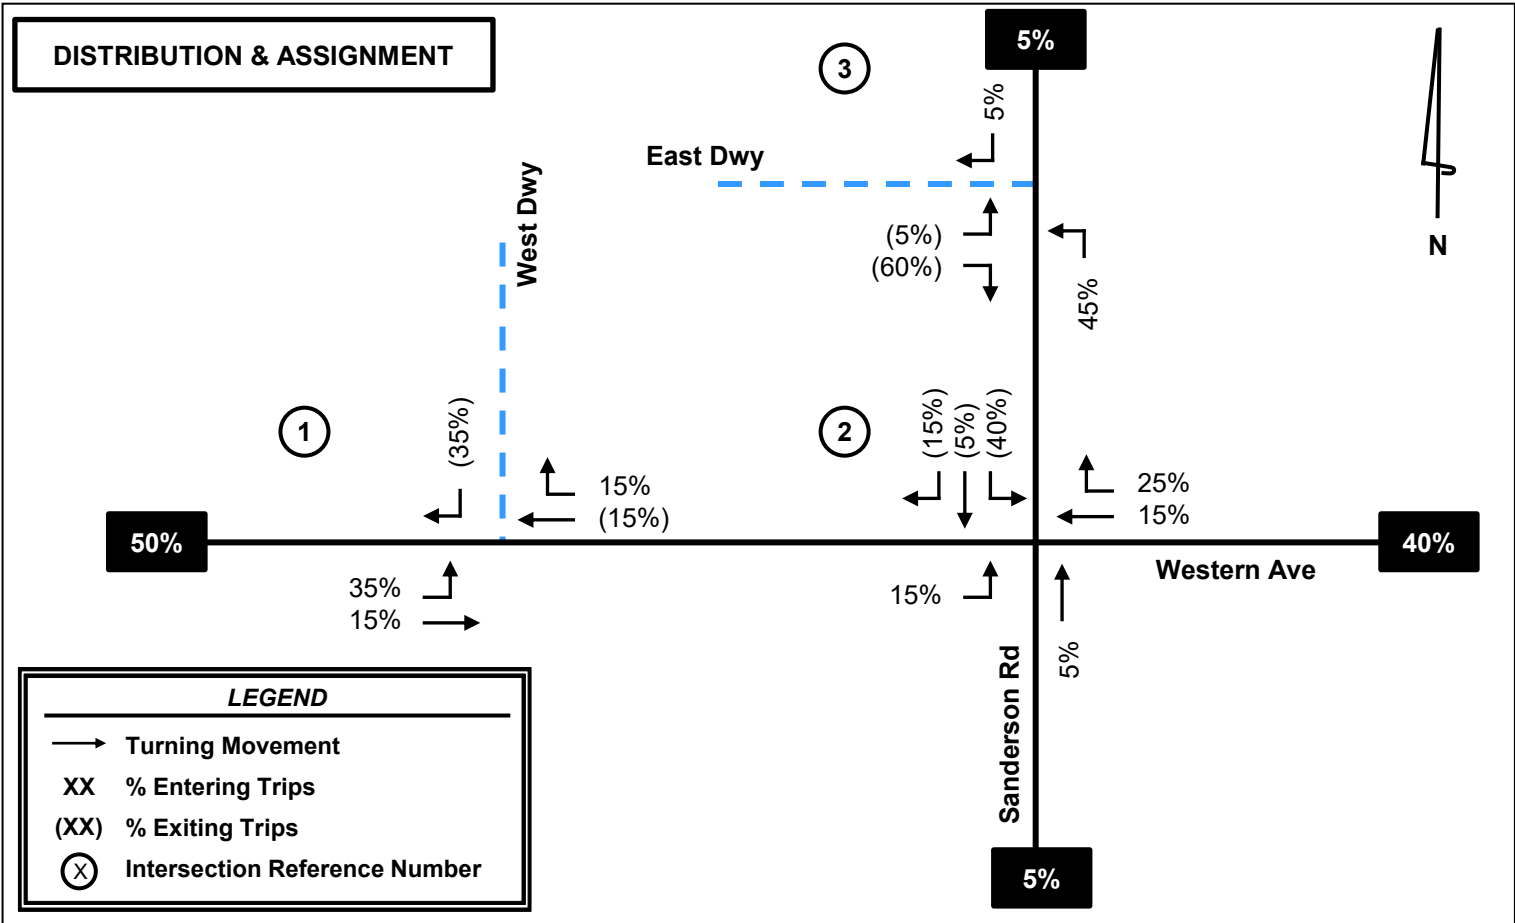 DISTRIBUTION & ASSIGNMENT
3
5%
5%
East Dwy
West Dwy
(5%)
(60%)
45%
N
1
(35%)
2
(15%)
(5%)
(40%)
15%
(15%)
25%
15%
50%
40%
Western Ave
35%
15%
15%
5%
Sanderson Rd
5%
LEGEND
Turning Movement
XX % Entering Trips
(XX) % Exiting Trips
X Intersection Reference Number